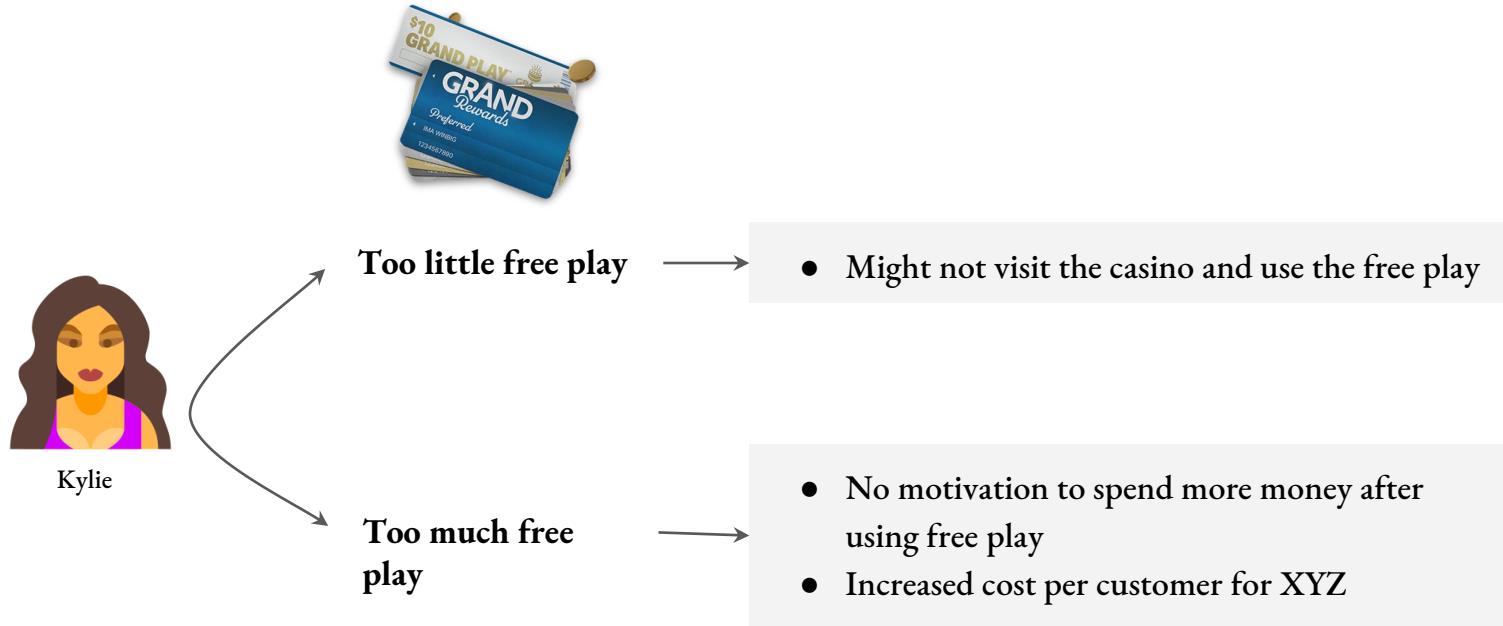 $10
GRAND PLAY
GRAND
Rewards
Preferred
IMA WINBIG
1234567890
Too little free play
● Might not visit the casino and use the free play
Kylie
Too much free
play
● No motivation to spend more money after
using free play
● Increased cost per customer for XYZ